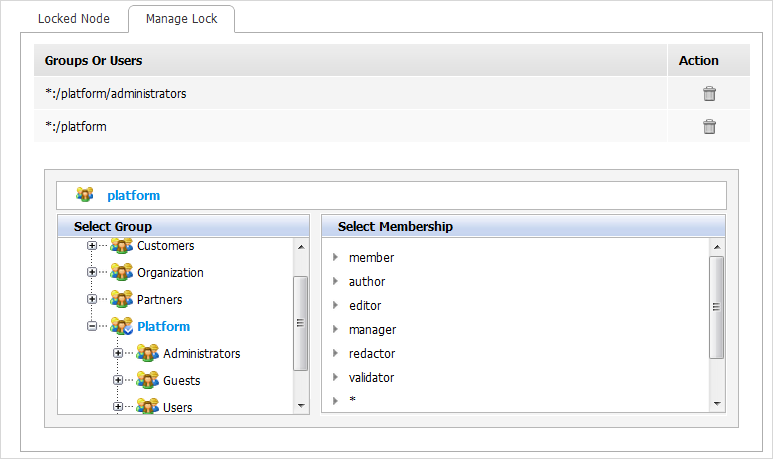 Locked Node
Manage Lock
Groups Or Users
Action
*:/platform/administrators
*:/platform
platform
Select Group
Select Membership
Customers
Organization
Partners
Platform
Administrators
Guests
Users
member
author
editor
manager
redactor
validator
*